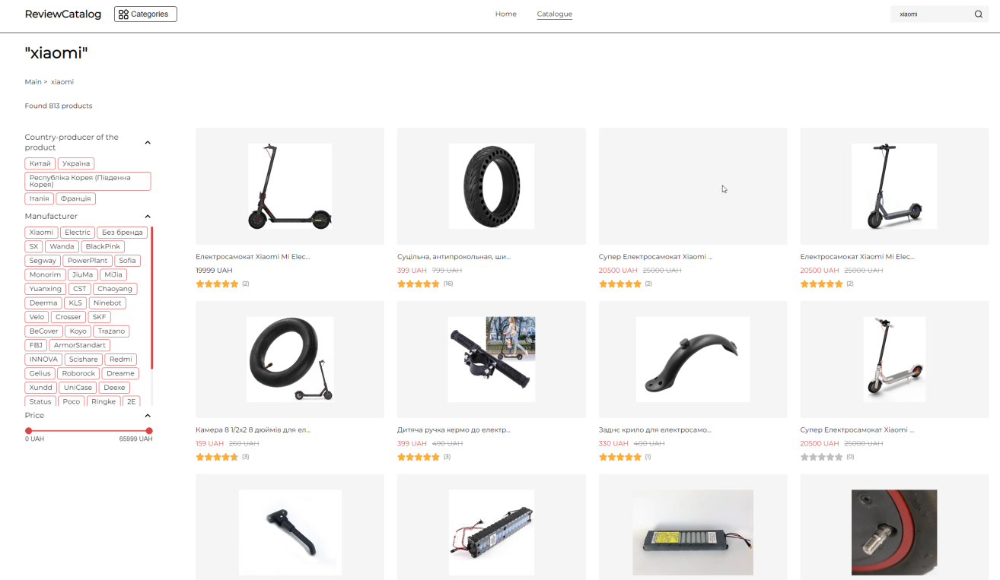 ReviewCatalog
Categories
Home
Catalogue
xiaomi
"xiaomi"
Main > xiaomi
Found 813 products
Country-producer of the
product
Китай Україна
Республіка Корея (Південна
Корея)
Італія Франція
Manufacturer
Xiaomi Electric Без бренда
SX Wanda BlackPink
Segway PowerPlant Sofia
Monorim JiuMa MiJia
Yuanxing CST Chaoyang
Deerma KLS Ninebot
Velo Crosser SKF
BeCover Koyo Trazano
FBJ ArmorStandart
INNOVA Scishare Redmi
Gelius Roborock Dreame
Xundd UniCase Deexe
Status Poco Ringke 2E
Price
0 UAH 65999 UAH
Електросамокат Xiaomi Mi Elec...
19999 UAH
(2)
Суцільна, антипрокольная, ши...
399 UAH 799 UAH
(16)
Супер Електросамокат Xiaomi ...
20500 UAH 25000 UAH
(2)
Електросамокат Xiaomi Mi Elec...
20500 UAH 25000 UAH
(2)
Камера 8 1/2x2 8 дюймів для ел...
159 UAH 260 UAH
(3)
Дитяча ручка кермо до електр...
399 UAH 490 UAH
(3)
Заднє крило для електросамо...
330 UAH 400 UAH
(1)
Супер Електросамокат Xiaomi ...
20500 UAH 25000 UAH
(0)